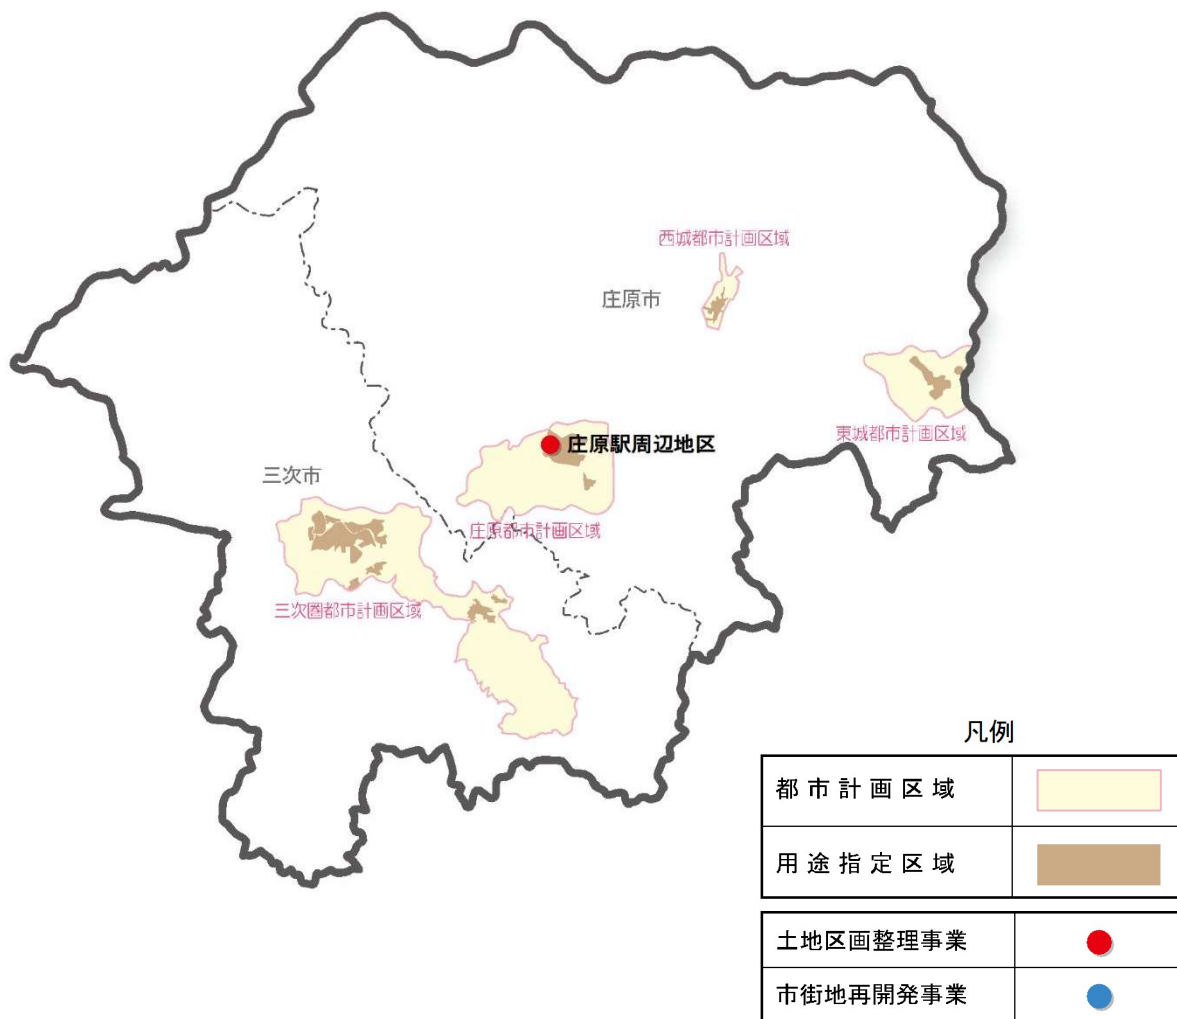 西城都市計画区域
庄原市
東城都市計画区域
庄原駅周辺地区
三次市
庄原都市計画区域
三次圏都市計画区域
凡例
都市計画区域
用途指定区域
土地区画整理事業
市街地再開発事業